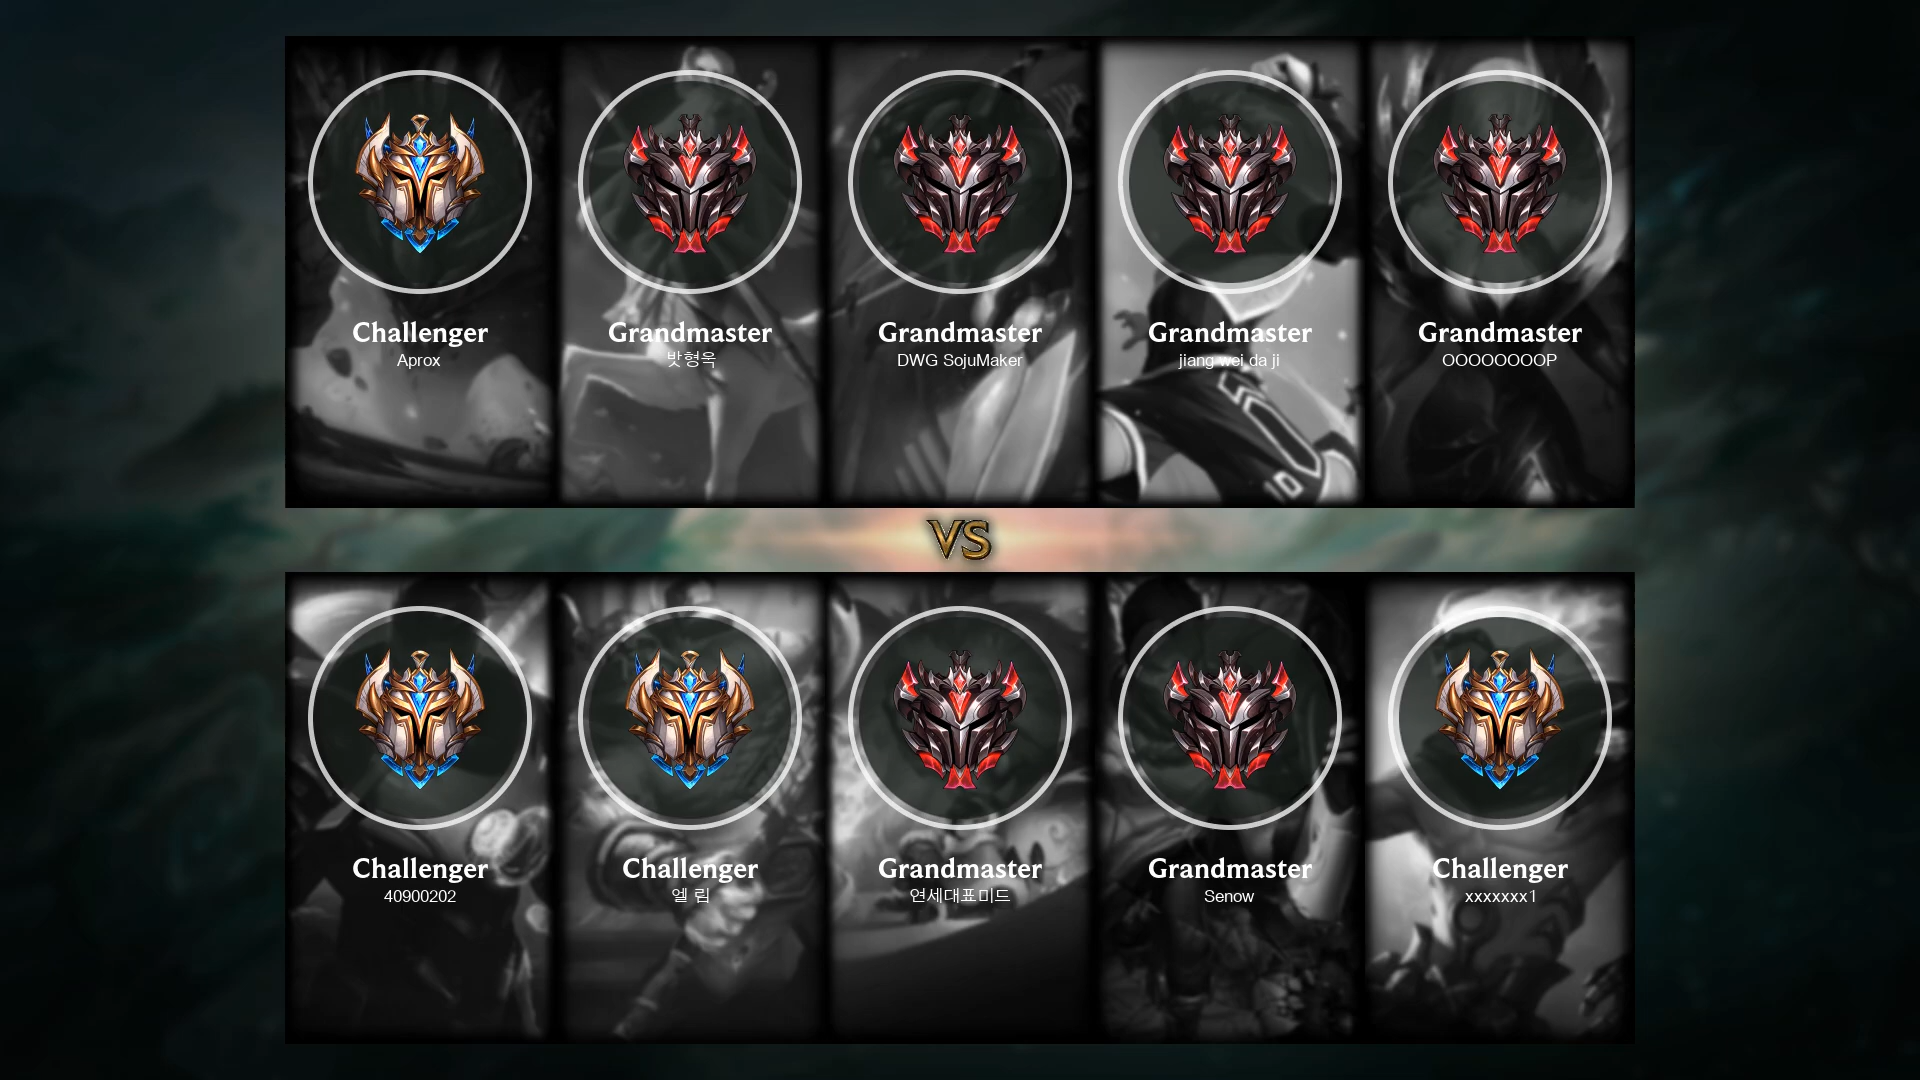 Challenger
Aprox
Grandmaster
밧형욱
Grandmaster
DWG SojuMaker
Grandmaster
jiang wei da ji
Grandmaster
OOOOOOOOP
VS
Challenger
40900202
Challenger
엘 림
Grandmaster
연세대표미드
Grandmaster
Senow
Challenger
xxxxxxx1